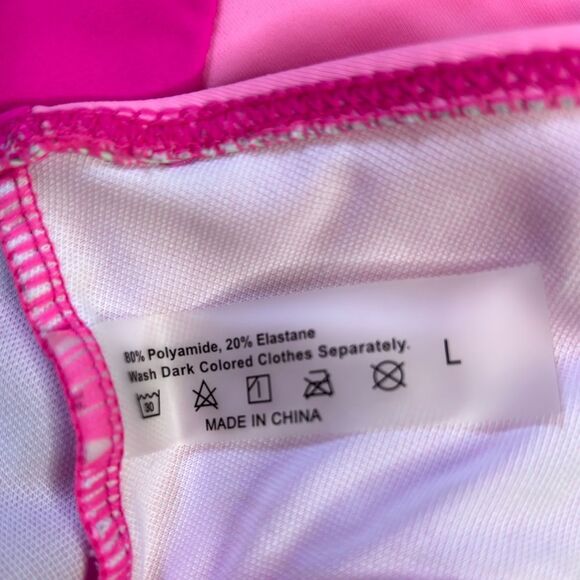 80% Polyamide, 20% Elastane
Wash Dark Colored Clothes Separately.
L
30
MADE IN CHINA